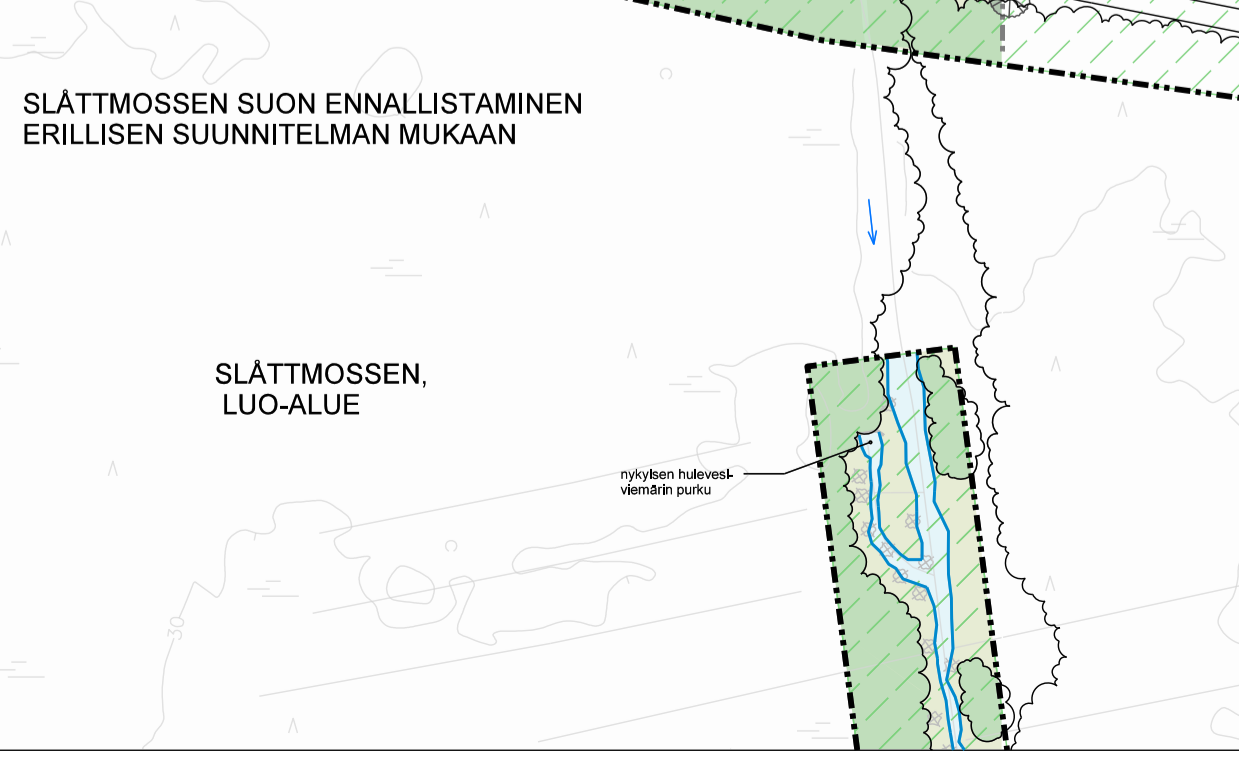 SLÅTTMOSSEN SUON ENNALLISTAMINEN
ERILLISEN SUUNNITELMAN MUKAAN
SLÅTTMOSSEN,
LUO-ALUE
nykyisen hulevesi-
viemärin purku
30